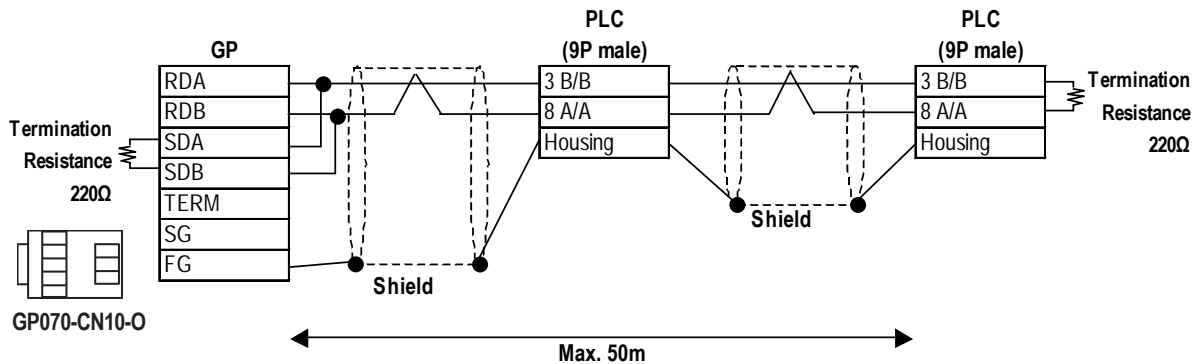 GP
RDA
RDB
SDA
SDB
TERM
SG
FG
Termination
Resistance
220Ω
GP070-CN10-O
Shield
PLC
(9P male)
3 B/B
8 A/A
Housing
Shield
PLC
(9P male)
3 B/B
8 A/A
Housing
Termination
Resistance
220Ω
Max. 50m